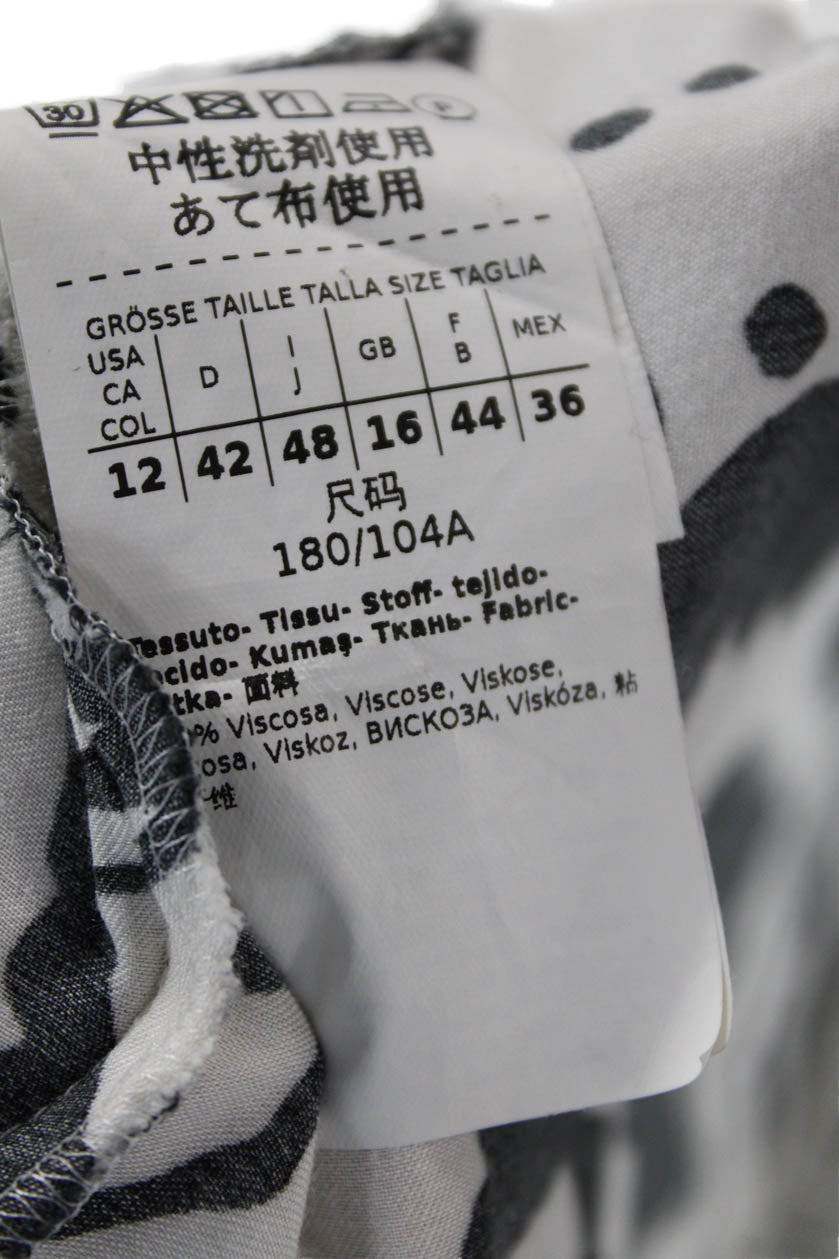 30
P
中性洗剤使用
あて布使用
GRÖSSE TAILLE TALLA SIZE TAGLIA
USA CA COL D I J GB F B MEX
12 42 48 16 44 36
尺码
180/104A
Tessuto- Tissu- Stoff- tejido-
Kumaş- Ткань- Fabric-
面料
% Viscosa, Viscose, Viskose,
Viskoz, ВИСКОЗА, Viskóza, 粘
维